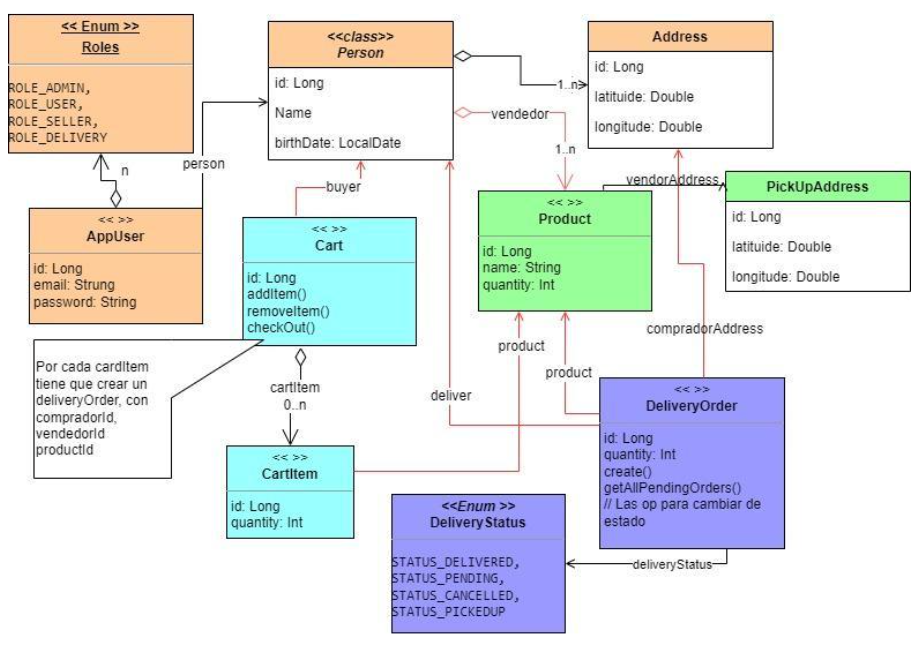 << Enum >>
Roles
ROLE_ADMIN,
ROLE_USER,
ROLE_SELLER,
ROLE_DELIVERY
n
person
<< >>
AppUser
id: Long
email: Strung
password: String
<<class>>
Person
id: Long
Name
birthDate: LocalDate
1..n
vendedor
1..n
buyer
Address
id: Long
latituide: Double
longitude: Double
vendorAddress
PickUpAddress
id: Long
latituide: Double
longitude: Double
<< >>
Product
id: Long
name: String
quantity: Int
<< >>
Cart
id: Long
addItem()
removeItem()
checkOut()
Por cada cardItem
tiene que crear un
deliveryOrder, con
compradorId,
vendedorId
productId
cartItem
0..n
<< >>
CartItem
id: Long
quantity: Int
deliver
product
product
compradorAddress
<< >>
DeliveryOrder
id: Long
quantity: Int
create()
getAllPendingOrders()
// Las op para cambiar de
estado
deliveryStatus
<<Enum >>
DeliveryStatus
STATUS_DELIVERED,
STATUS_PENDING,
STATUS_CANCELLED,
STATUS_PICKEDUP